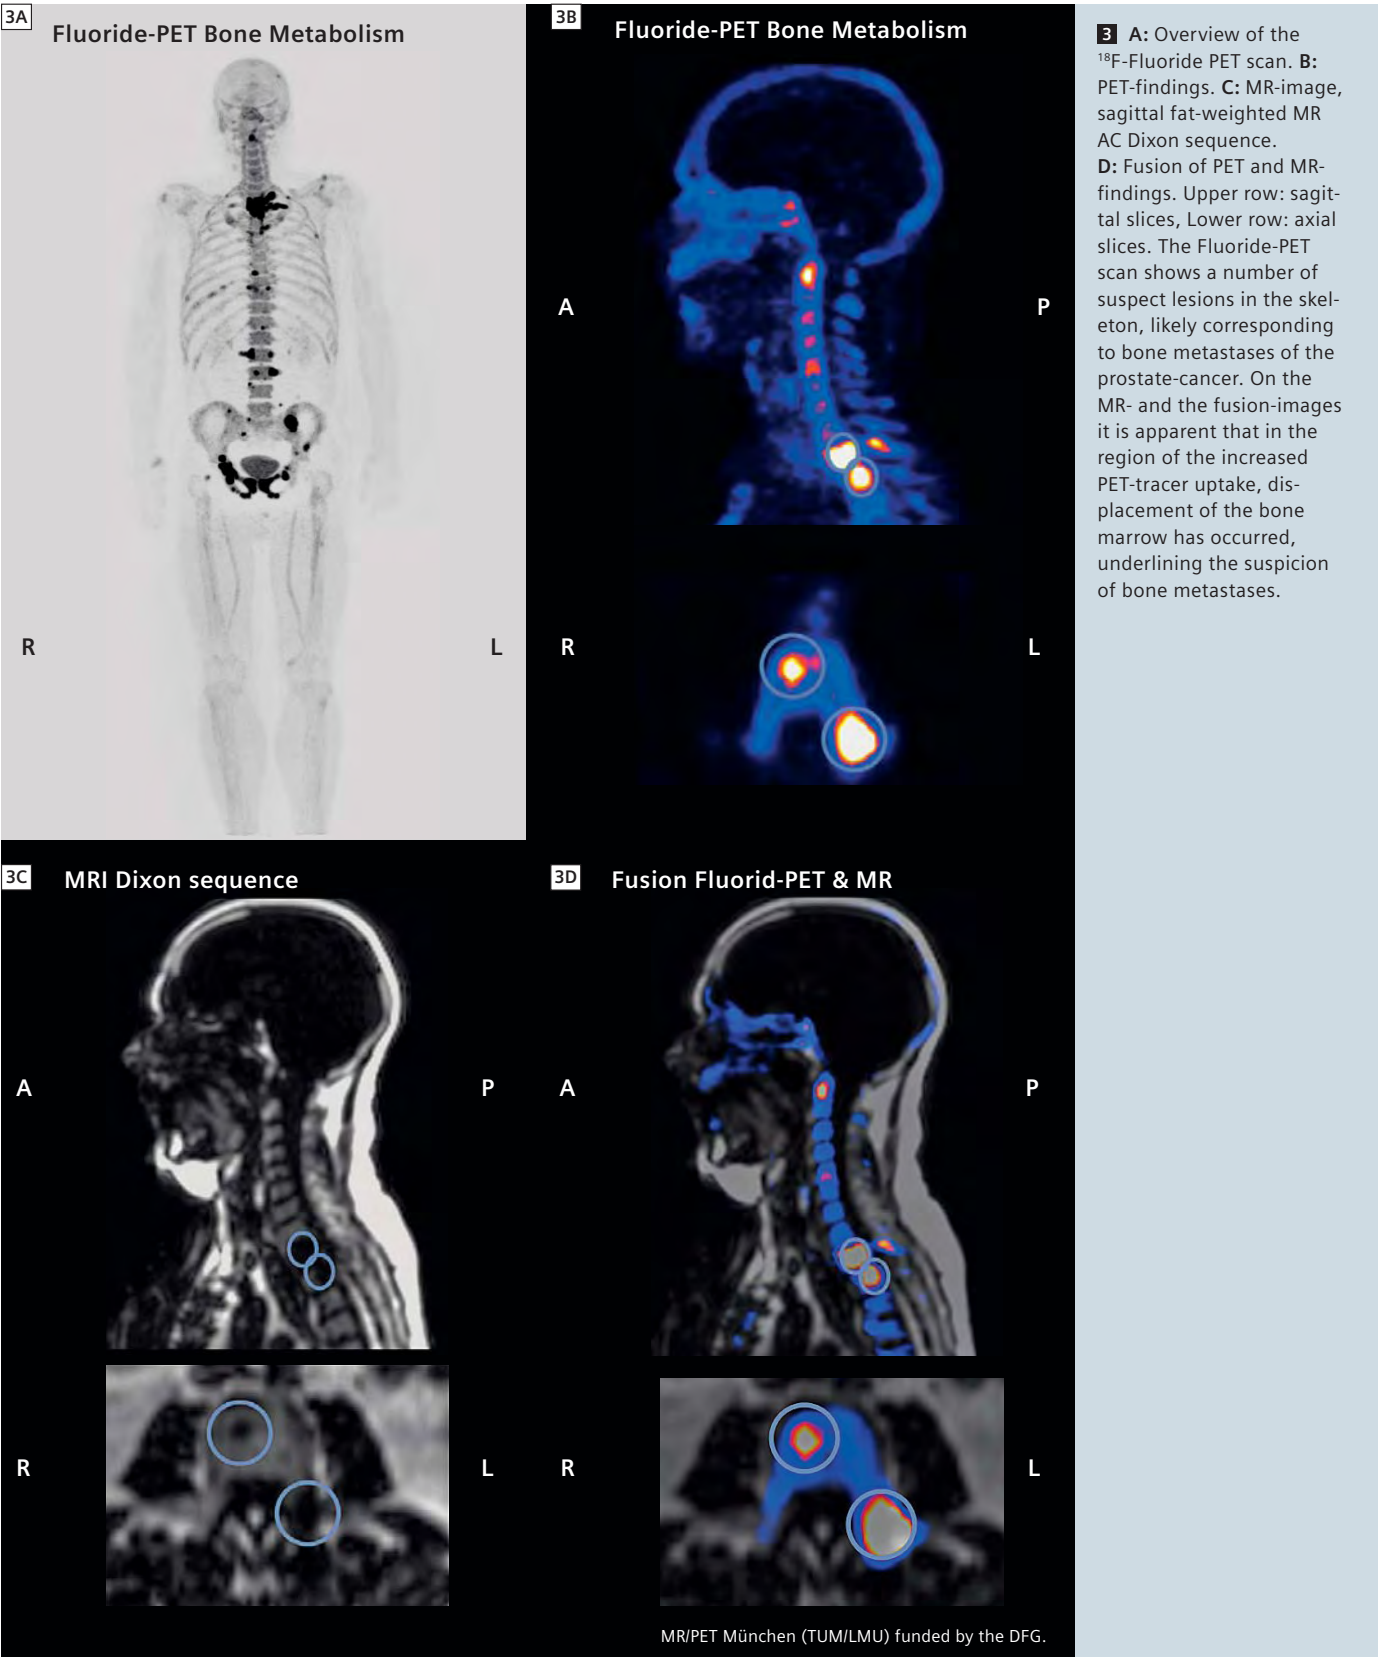 3A
Fluoride-PET Bone Metabolism
R
L
3B
Fluoride-PET Bone Metabolism
A
P
R
L
3C
MRI Dixon sequence
A
P
R
L
3D
Fusion Fluorid-PET & MR
A
P
R
L
MR/PET München (TUM/LMU) funded by the DFG.
3 A: Overview of the
¹⁸F-Fluoride PET scan. B:
PET-findings. C: MR-image,
sagittal fat-weighted MR
AC Dixon sequence.
D: Fusion of PET and MR-
findings. Upper row: sagit-
tal slices, Lower row: axial
slices. The Fluoride-PET
scan shows a number of
suspect lesions in the skel-
eton, likely corresponding
to bone metastases of the
prostate-cancer. On the
MR- and the fusion-images
it is apparent that in the
region of the increased
PET-tracer uptake, dis-
placement of the bone
marrow has occurred,
underlining the suspicion
of bone metastases.